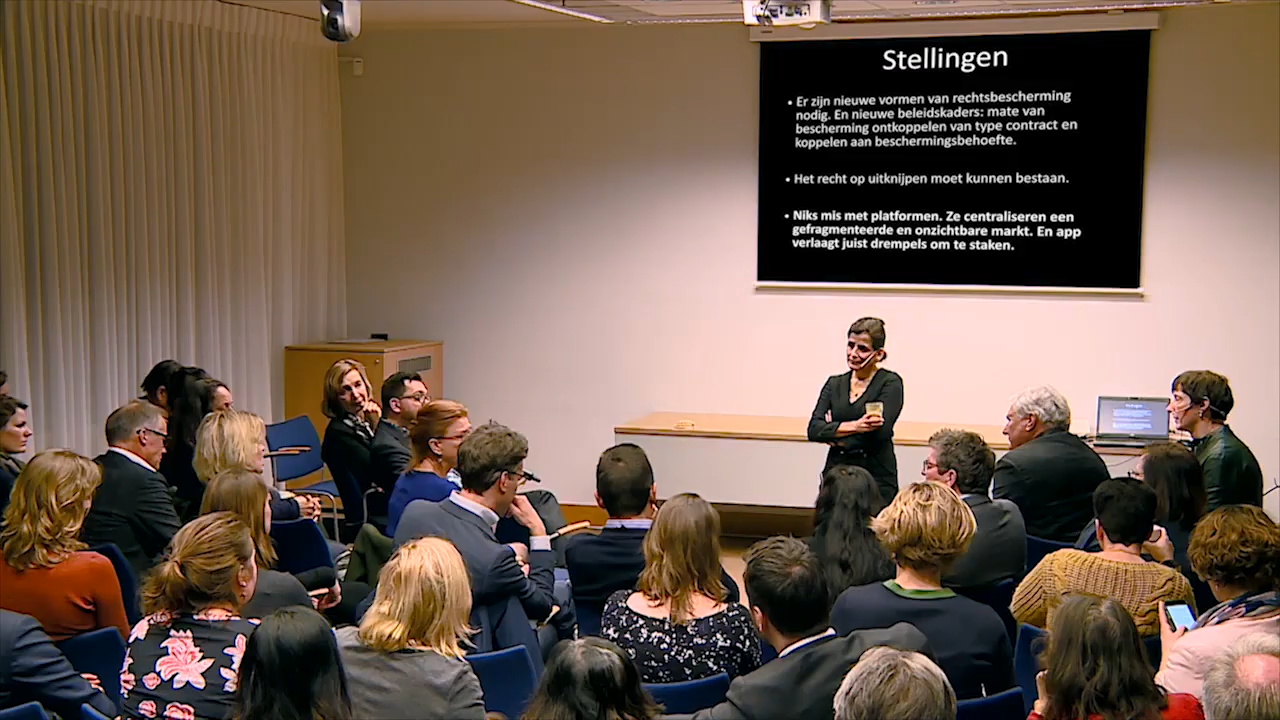 Stellingen
• Er zijn nieuwe vormen van rechtsbescherming
nodig. En nieuwe beleidskaders: mate van
bescherming ontkoppelen van type contract en
koppelen aan beschermingsbehoefte.
• Het recht op uitknijpen moet kunnen bestaan.
• Niks mis met platformen. Ze centraliseren een
gefragmenteerde en onzichtbare markt. En app
verlaagt juist drempels om te staken.